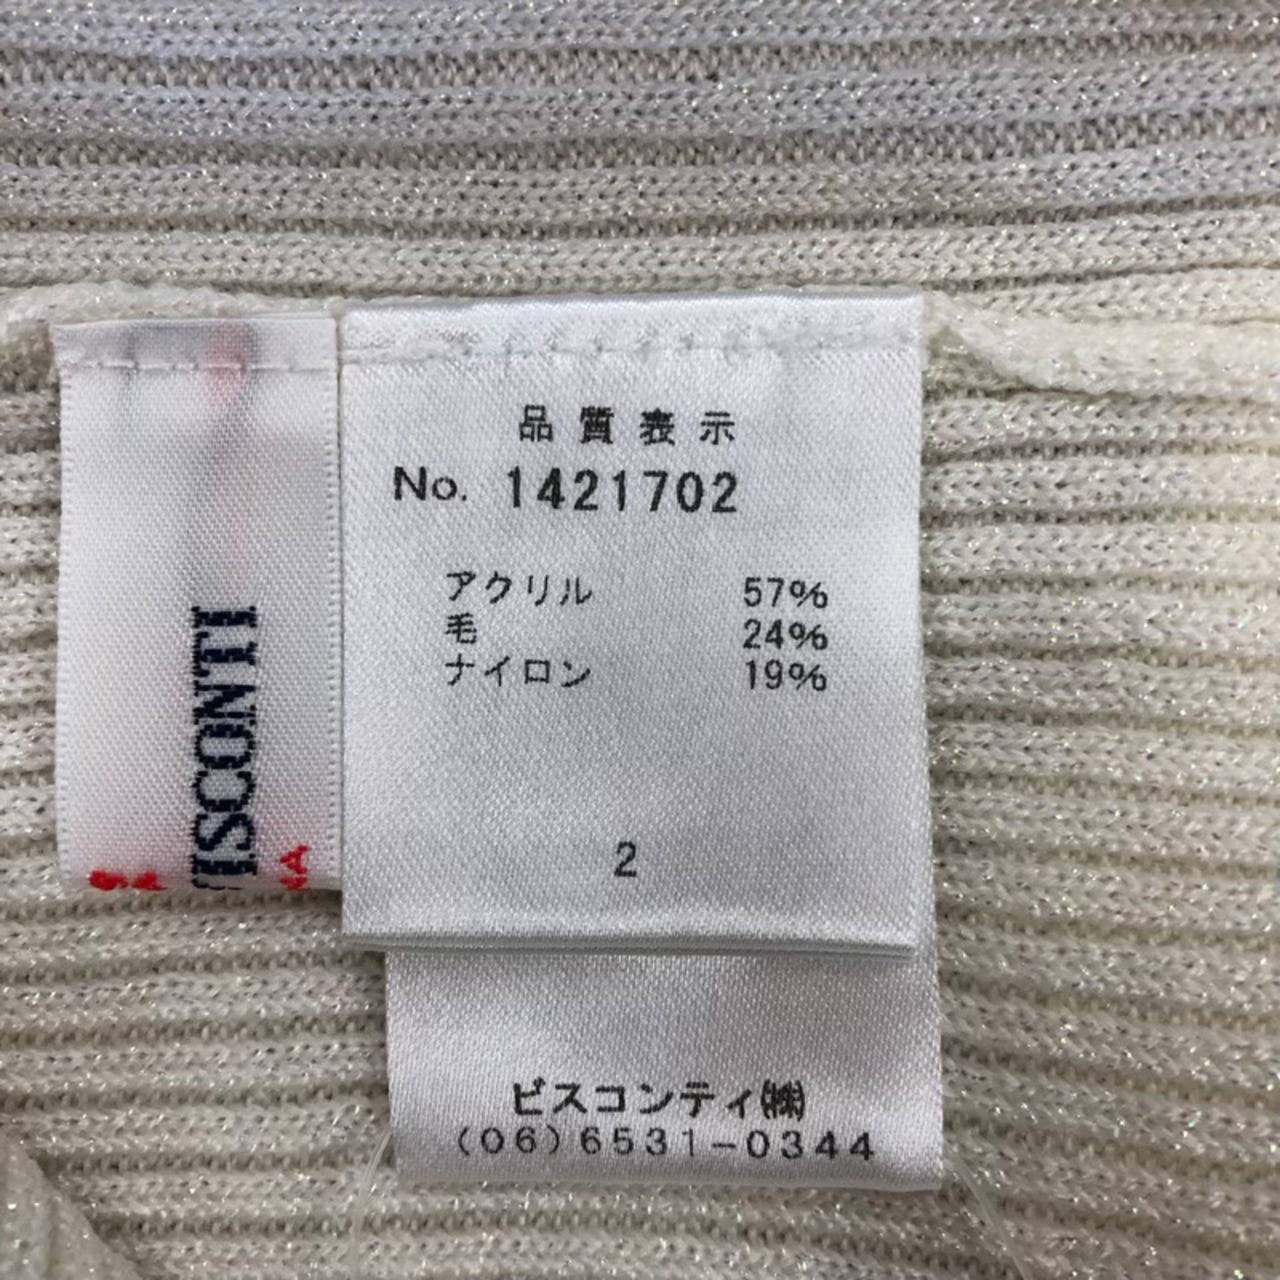 品質表示
No. 1421702
アクリル 57%
毛 24%
ナイロン 19%
2
ビスコンティ㈱
(06)6531-0344
VISCONTI